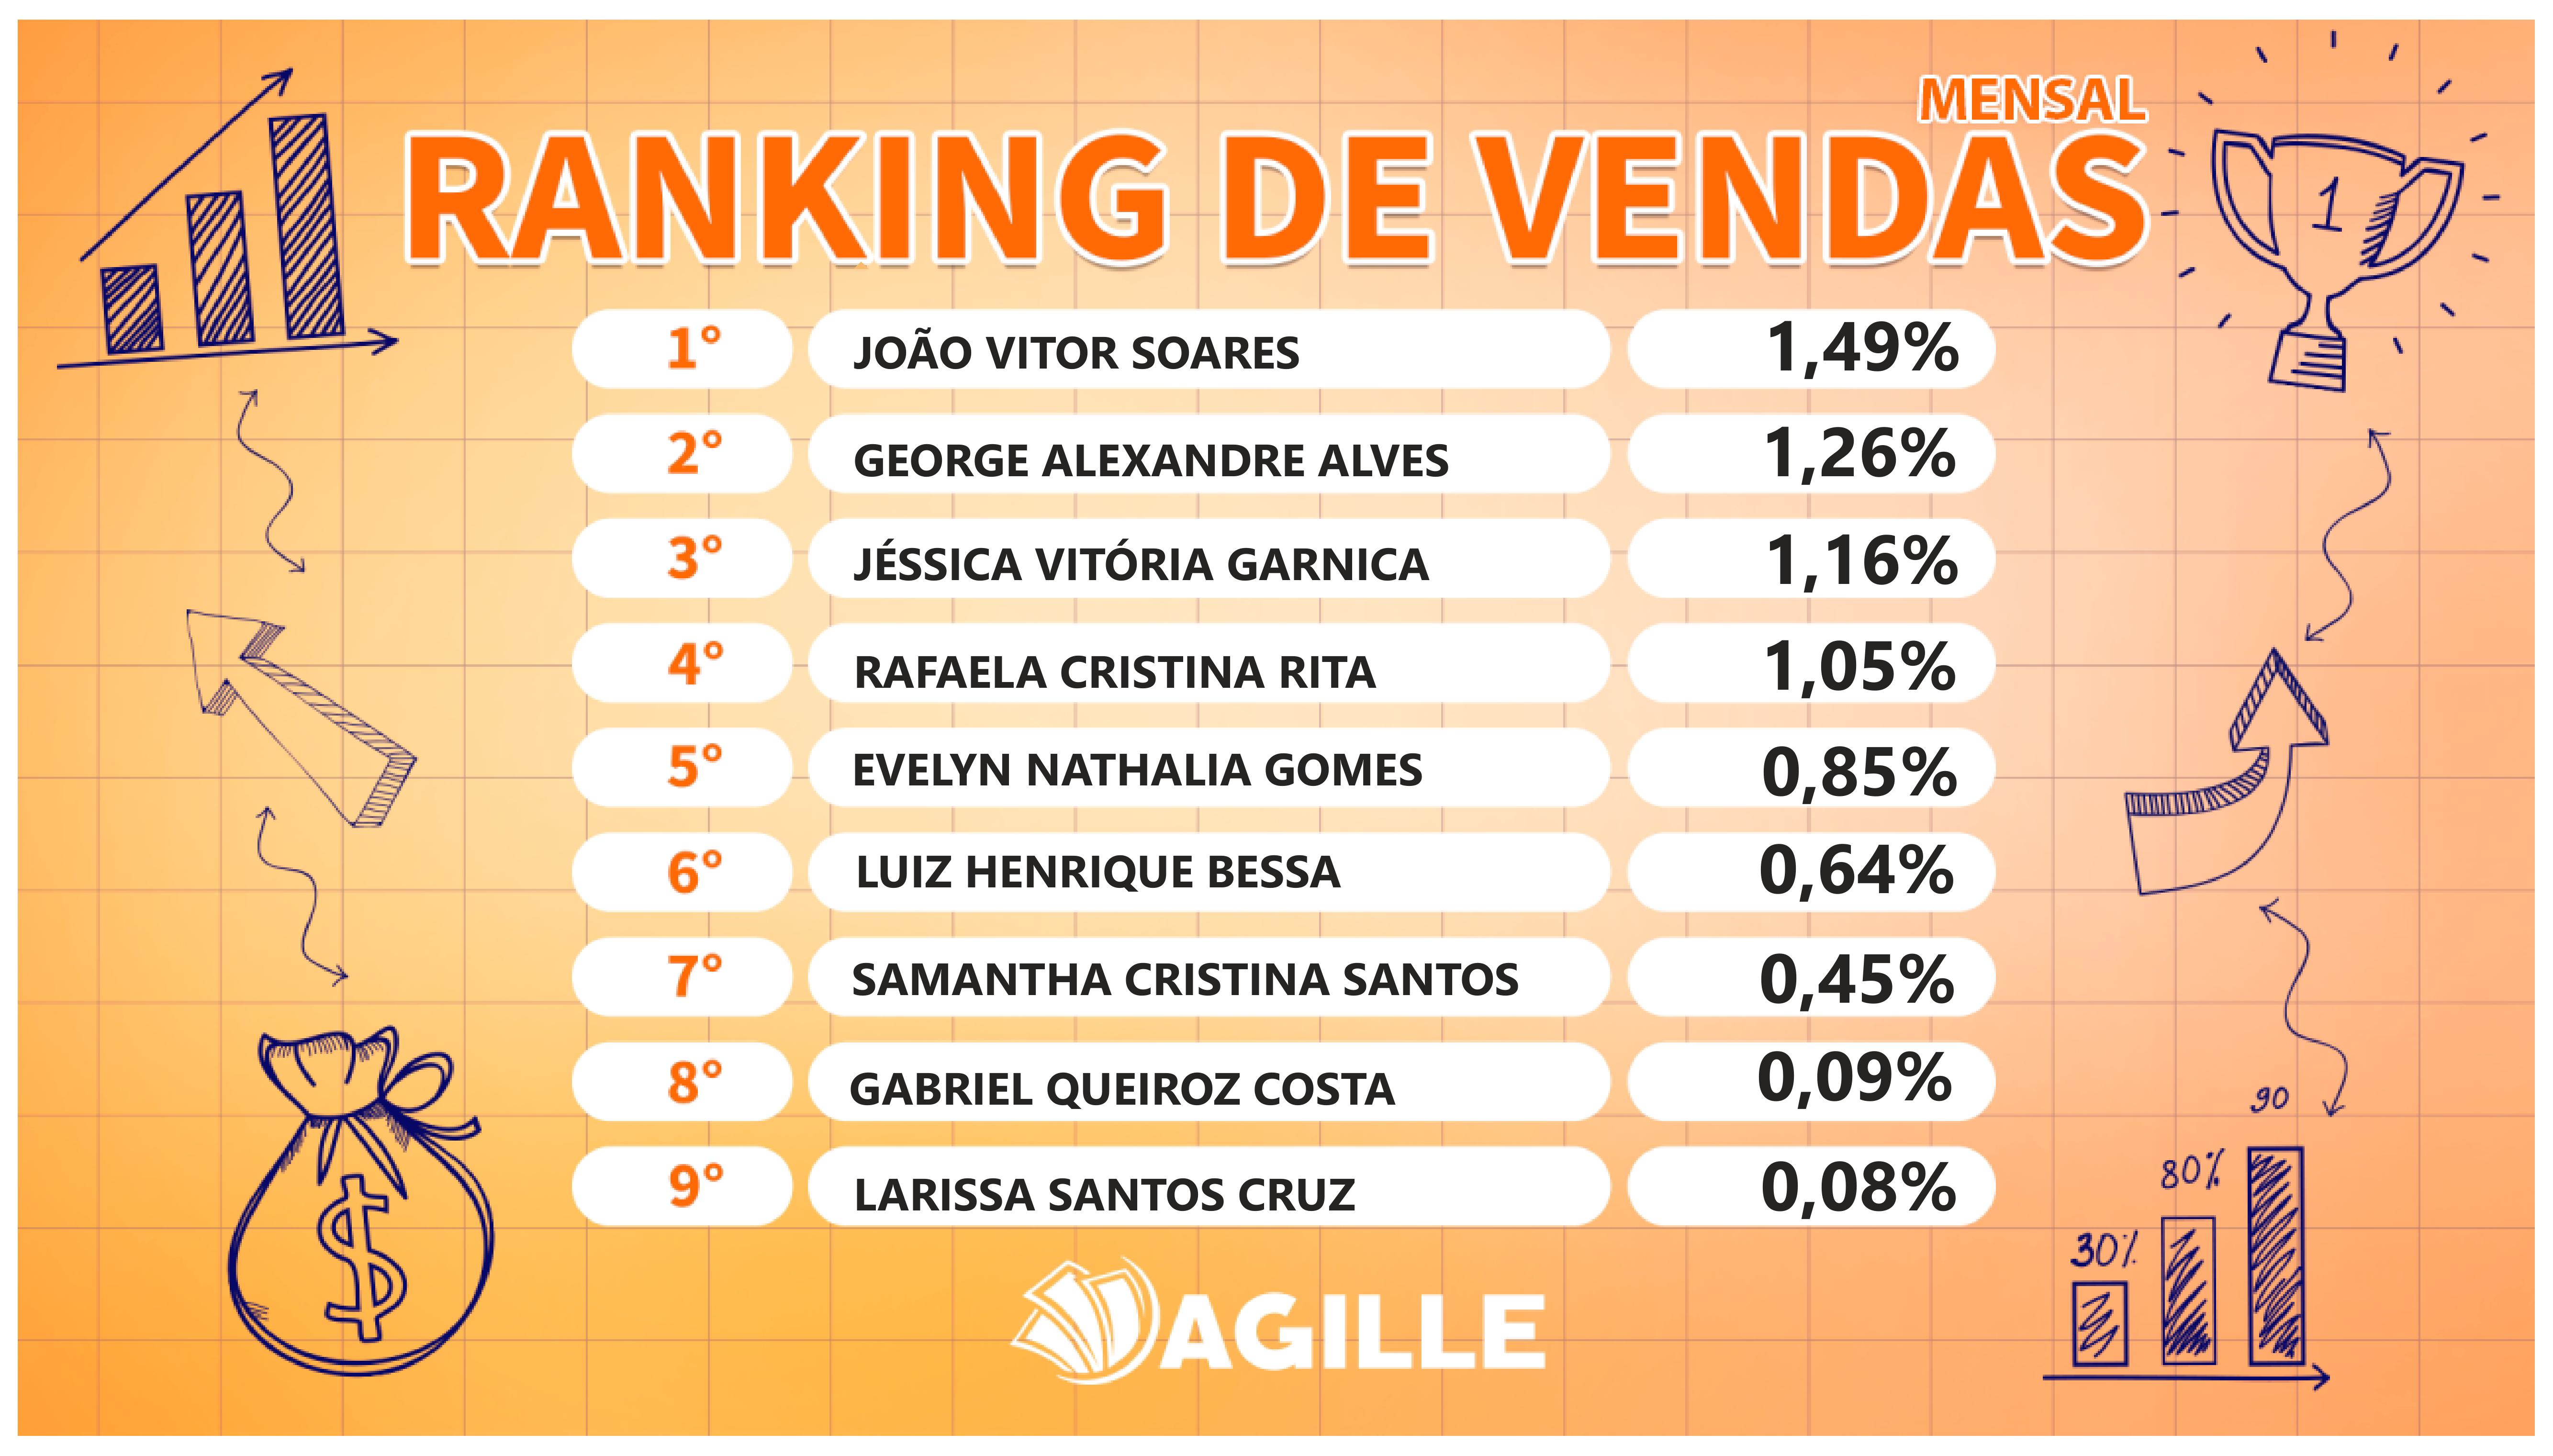 MENSAL
RANKING DE VENDAS
1
1° JOÃO VITOR SOARES 1,49%
2° GEORGE ALEXANDRE ALVES 1,26%
3° JÉSSICA VITÓRIA GARNICA 1,16%
4° RAFAELA CRISTINA RITA 1,05%
5° EVELYN NATHALIA GOMES 0,85%
6° LUIZ HENRIQUE BESSA 0,64%
7° SAMANTHA CRISTINA SANTOS 0,45%
8° GABRIEL QUEIROZ COSTA 0,09%
9° LARISSA SANTOS CRUZ 0,08%
90
80%
30%
$
AGILLE